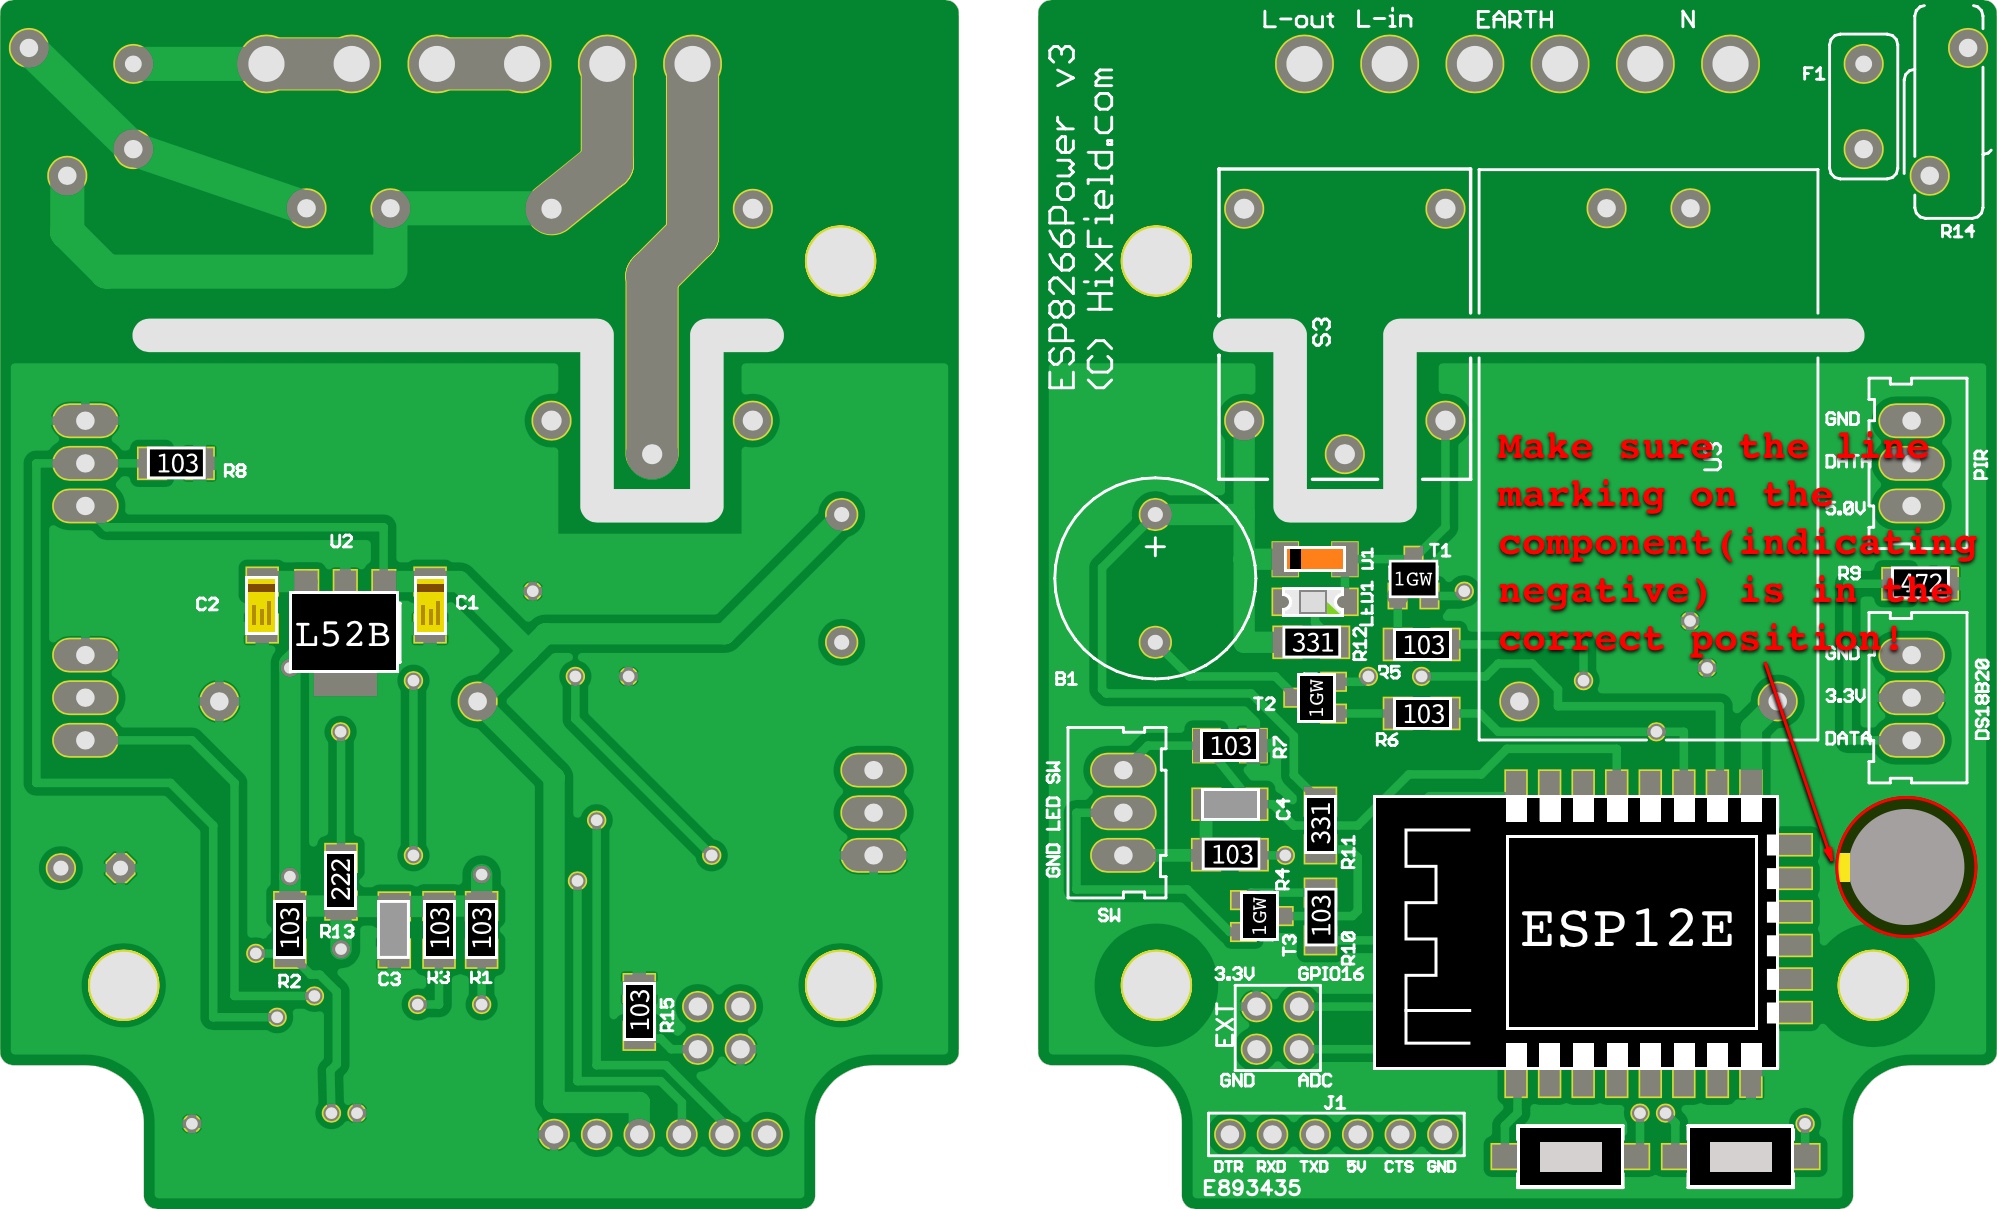 103
R8
U2
C2
C1
L52B
222
R13
103
R2
C3
103
R3
103
R1
103
R15
L-out L-in EARTH N
ESP8266Power v3
(C) HixField.com
F1
R14
S3
U3
GND
DATA
5.0V
PIR
Make sure the line
marking on the
component(indicating
negative) is in the
correct position!
R9
472
GND
3.3V
DATA
DS18B20
+
B1
D1
LED1
T1
1GW
331
R12
103
R5
T2
1GW
103
R6
103
R7
C4
331
R11
103
R4
1GW
T3
103
R10
GND LED SW
SW
ESP12E
3.3V GPIO16
EXT
GND ADC
J1
DTR RXD TXD 5V CTS GND
E893435